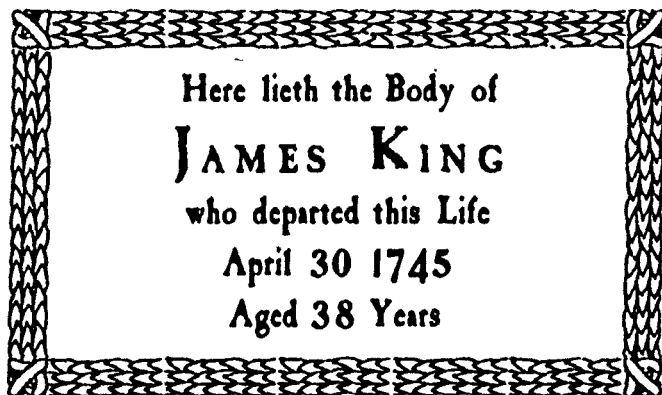 Here lieth the Body of
JAMES KING
who departed this Life
April 30 1745
Aged 38 Years